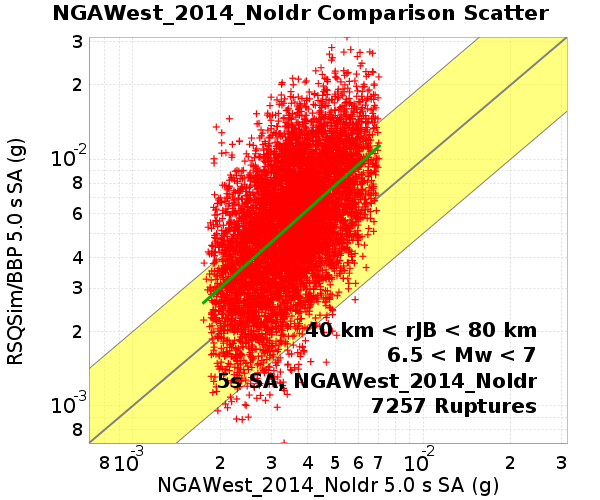 NGAWest_2014_NoIdr Comparison Scatter
3
2
10-2
8
6
4
3
2
10-3
8
RSQSim/BBP 5.0 s SA (g)
40 km < rJB < 80 km
6.5 < Mw < 7
5s SA, NGAWest_2014_NoIdr
7257 Ruptures
8 10-3 2 3 4 5 6 7 10-2 2 3
NGAWest_2014_NoIdr 5.0 s SA (g)